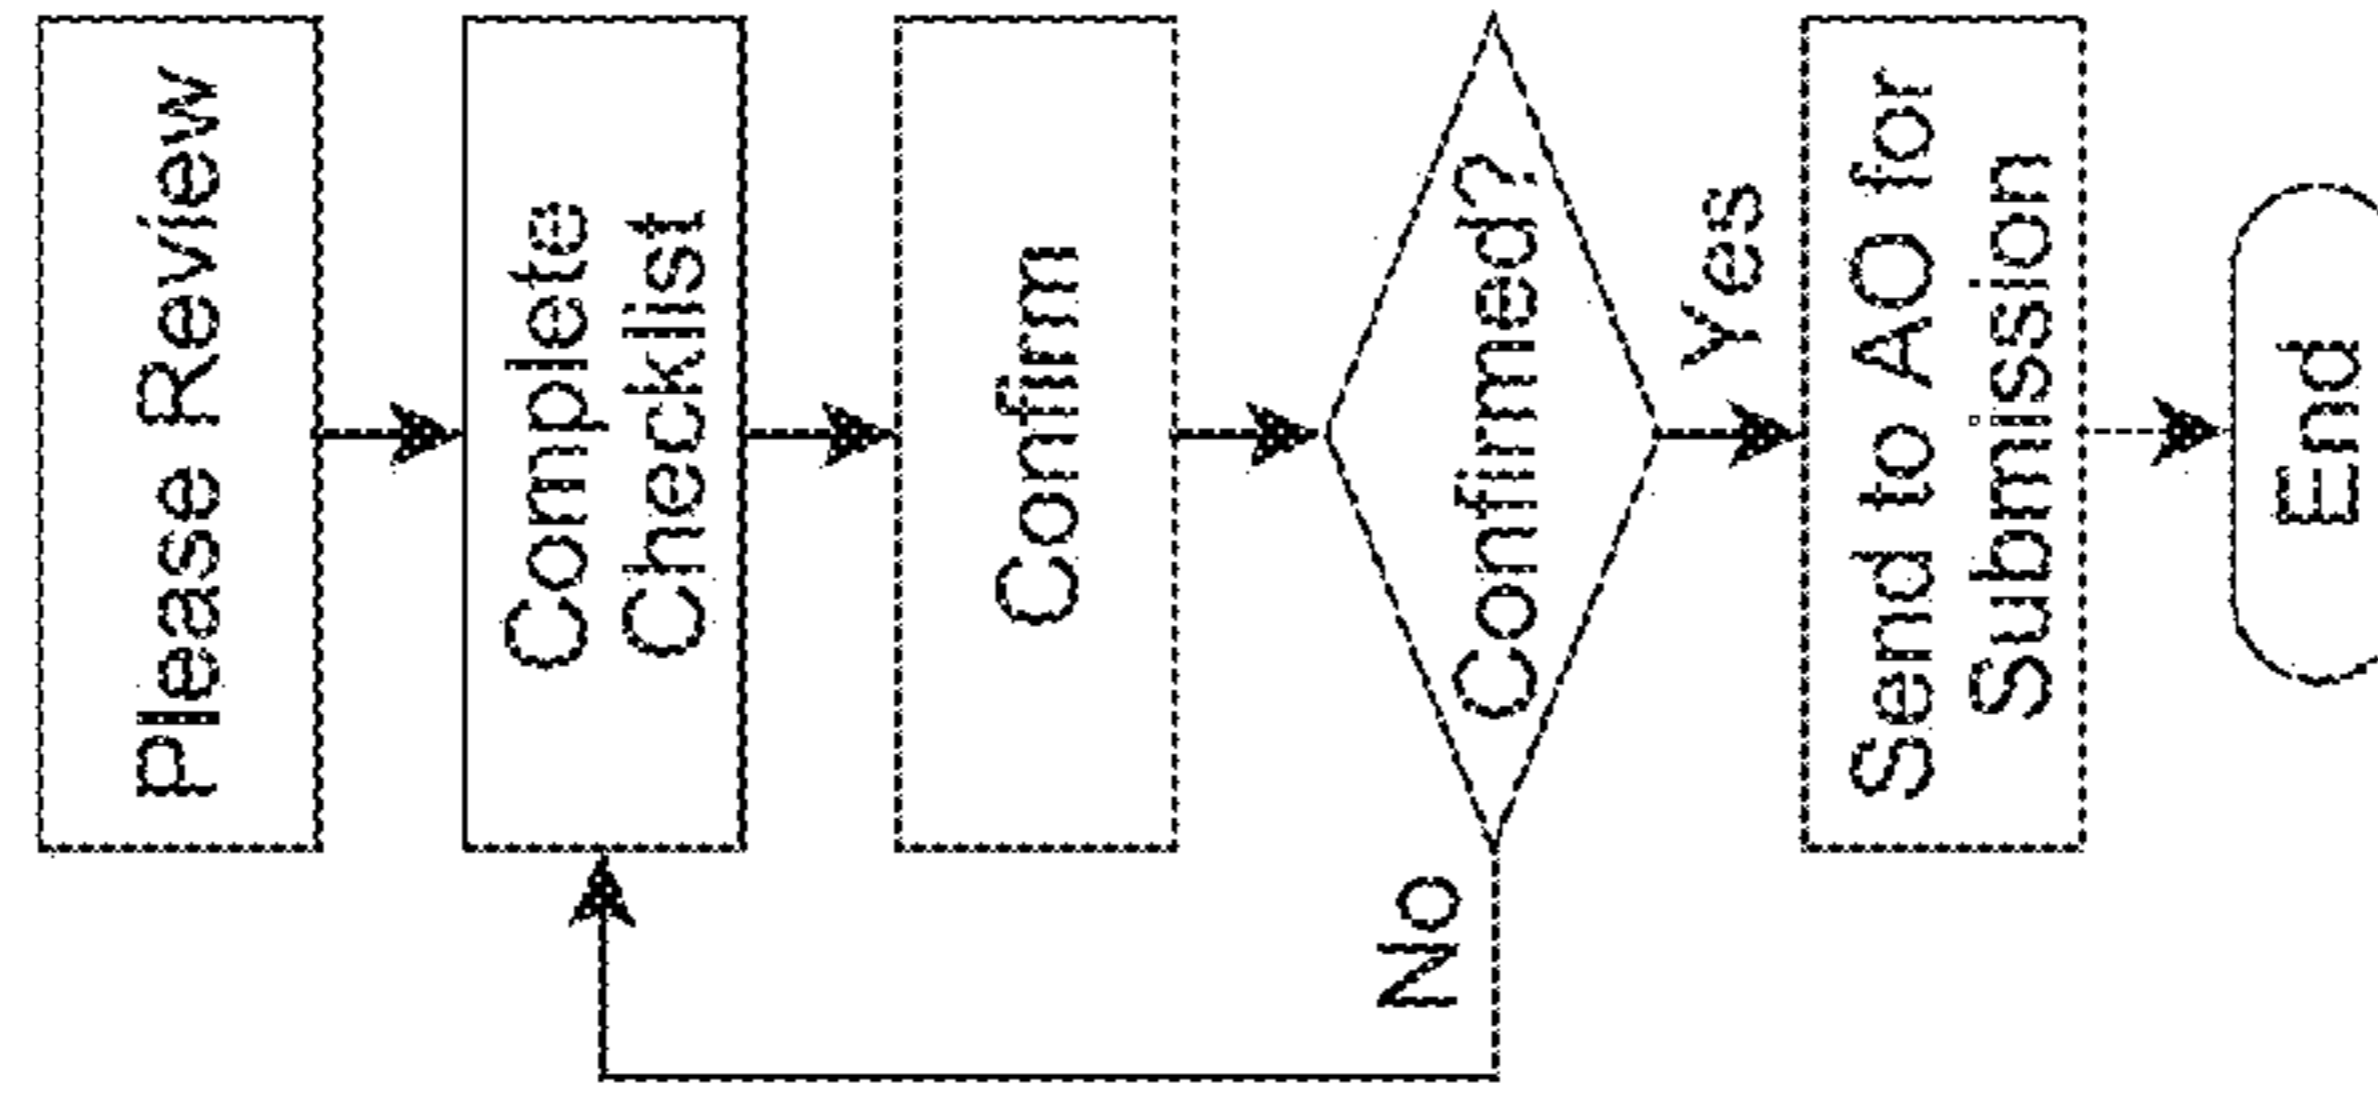 Please Review
Complete
Checklist
Confirm
Confirmed?
No
Yes
Send to AO for
Submission
End